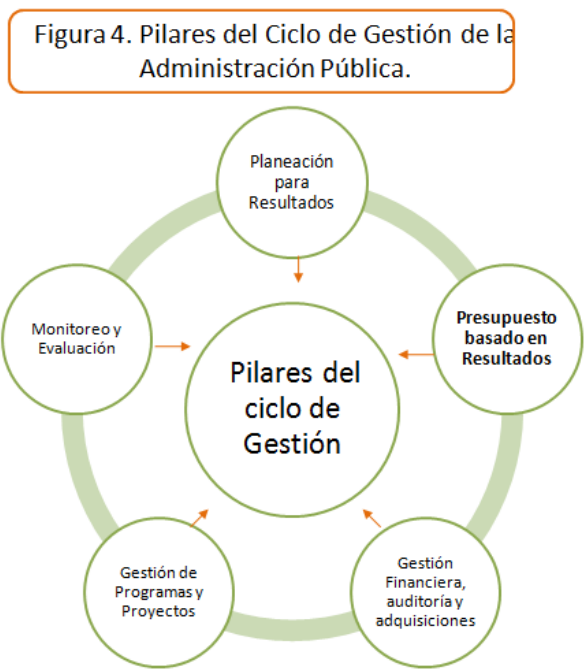 Figura 4. Pilares del Ciclo de Gestión de la
Administración Pública.
Planeación
para
Resultados
Presupuesto
basado en
Resultados
Gestión
Financiera,
auditoría y
adquisiciones
Gestión de
Programas y
Proyectos
Monitoreo y
Evaluación
Pilares del
ciclo de
Gestión